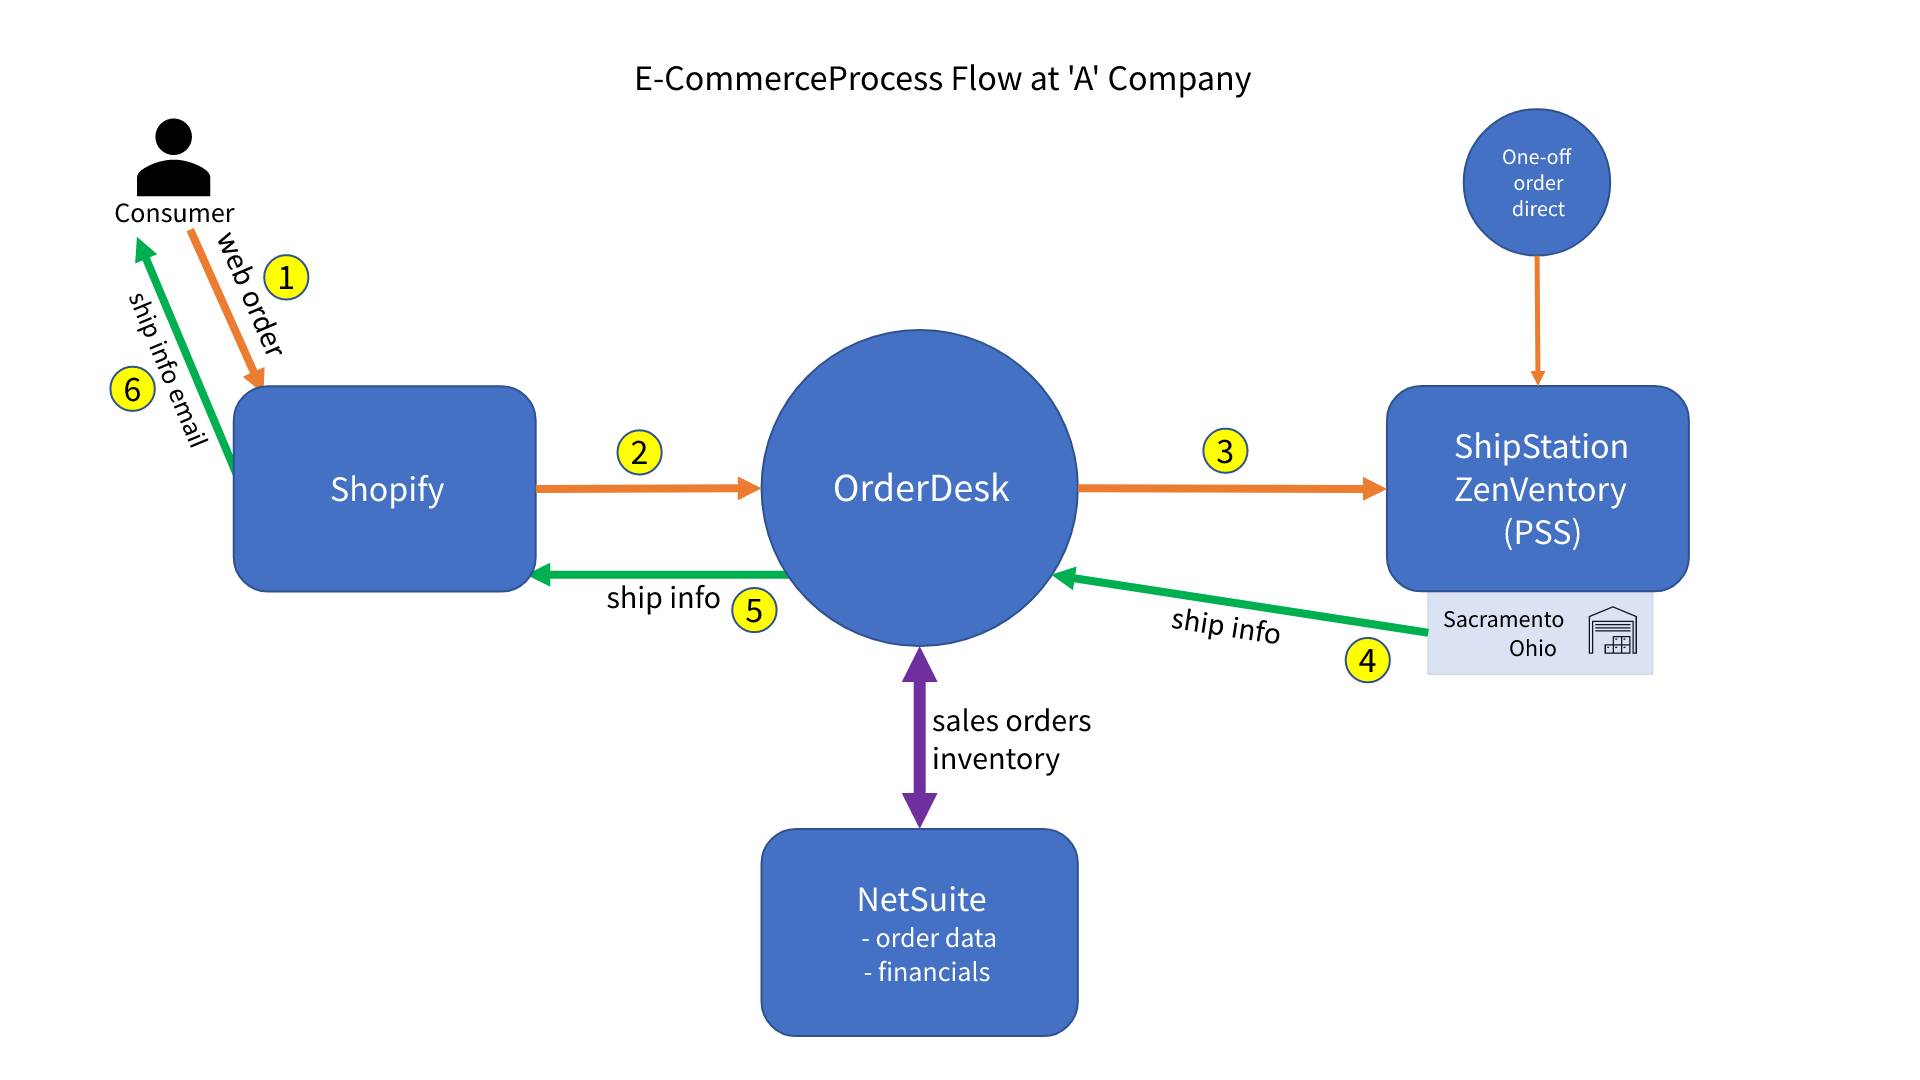 E-CommerceProcess Flow at 'A' Company
Consumer
web order
1
ship info email
6
One-off
order
direct
Shopify
2
OrderDesk
3
ShipStation
ZenVentory
(PSS)
ship info
5
ship info
4
Sacramento
Ohio
sales orders
inventory
NetSuite
- order data
- financials